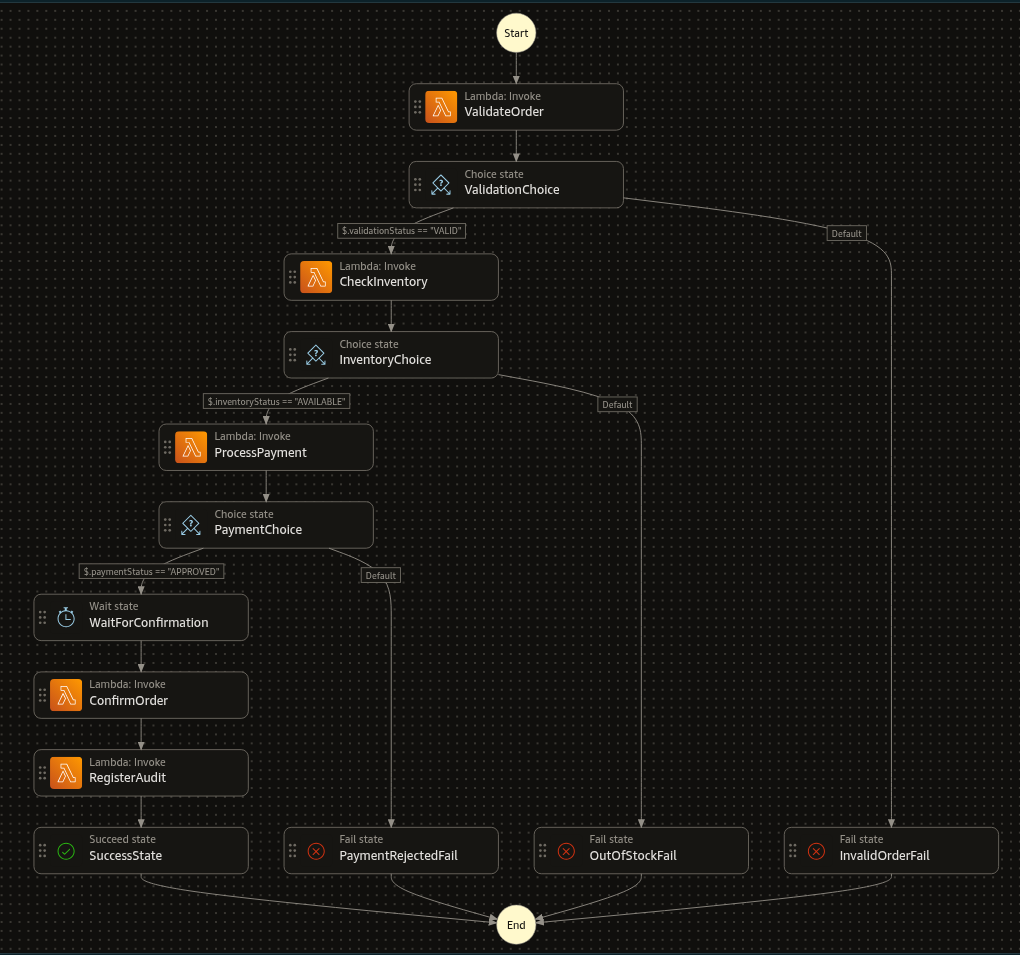 Start
Lambda: Invoke
ValidateOrder
Choice state
ValidationChoice
$.validationStatus == "VALID"
Default
Lambda: Invoke
CheckInventory
Choice state
InventoryChoice
$.inventoryStatus == "AVAILABLE"
Default
Lambda: Invoke
ProcessPayment
Choice state
PaymentChoice
$.paymentStatus == "APPROVED"
Default
Wait state
WaitForConfirmation
Lambda: Invoke
ConfirmOrder
Lambda: Invoke
RegisterAudit
Succeed state
SuccessState
Fail state
PaymentRejectedFail
Fail state
OutOfStockFail
Fail state
InvalidOrderFail
End